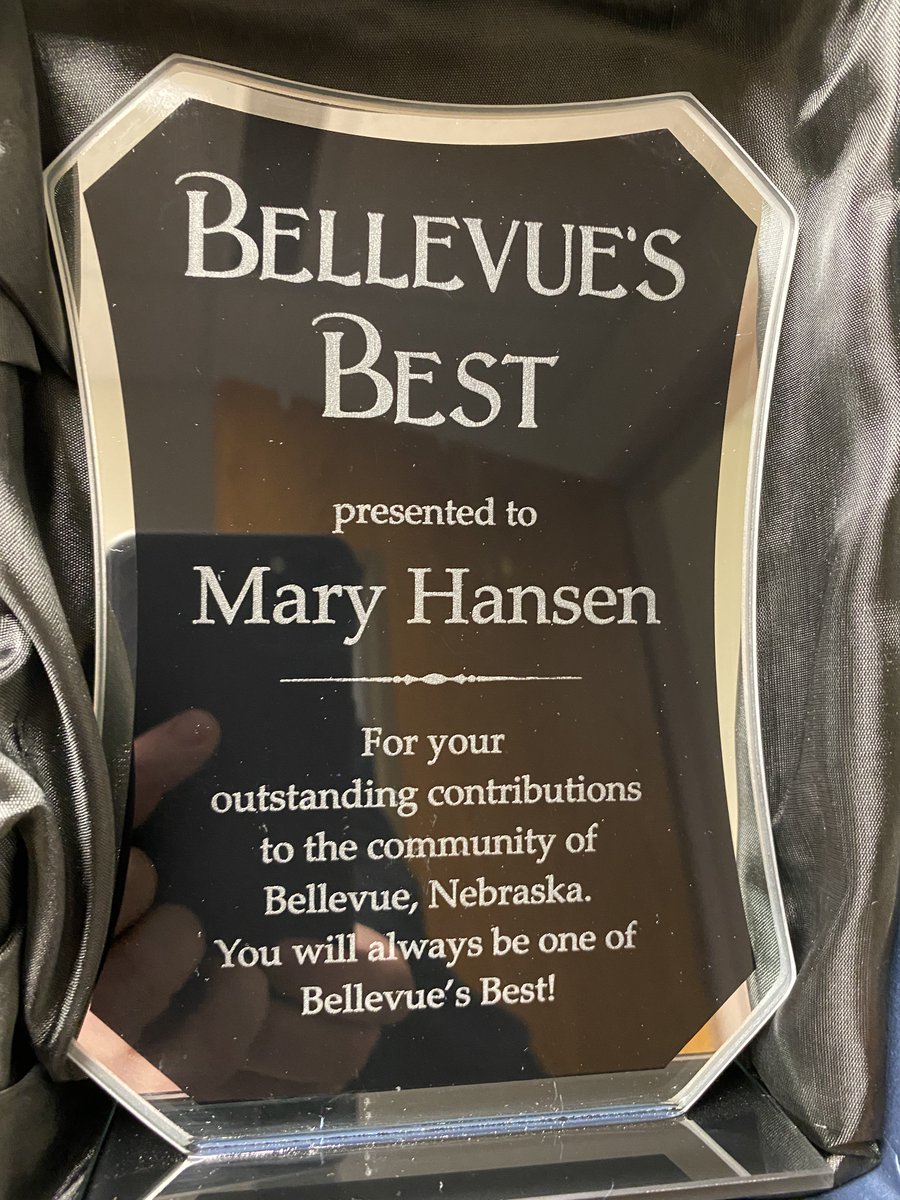 BELLEVUE'S
BEST
presented to
Mary Hansen
For your
outstanding contributions
to the community of
Bellevue, Nebraska.
You will always be one of
Bellevue's Best!